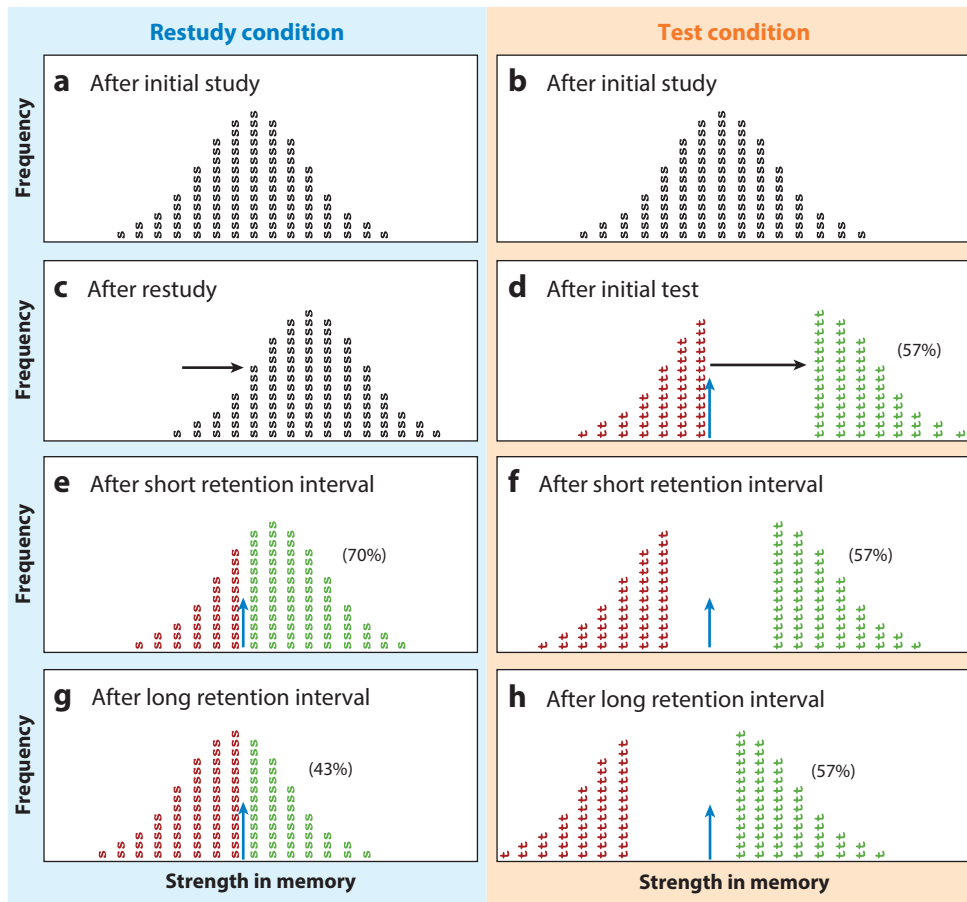 Restudy condition
Test condition
a After initial study
b After initial study
Frequency
c After restudy
d After initial test
(57%)
Frequency
e After short retention interval
(70%)
f After short retention interval
(57%)
Frequency
g After long retention interval
(43%)
h After long retention interval
(57%)
Frequency
Strength in memory
Strength in memory